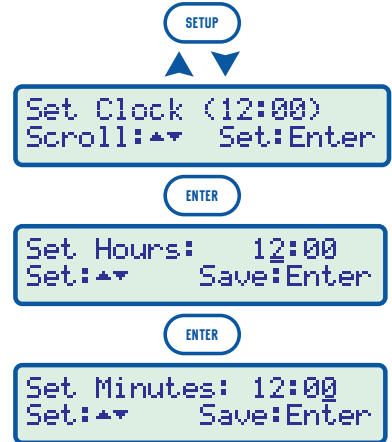 SETUP
Set Clock (12:00)
Scroll:▲▼ Set:Enter
ENTER
Set Hours: 12:00
Set:▲▼ Save:Enter
ENTER
Set Minutes: 12:00
Set:▲▼ Save:Enter